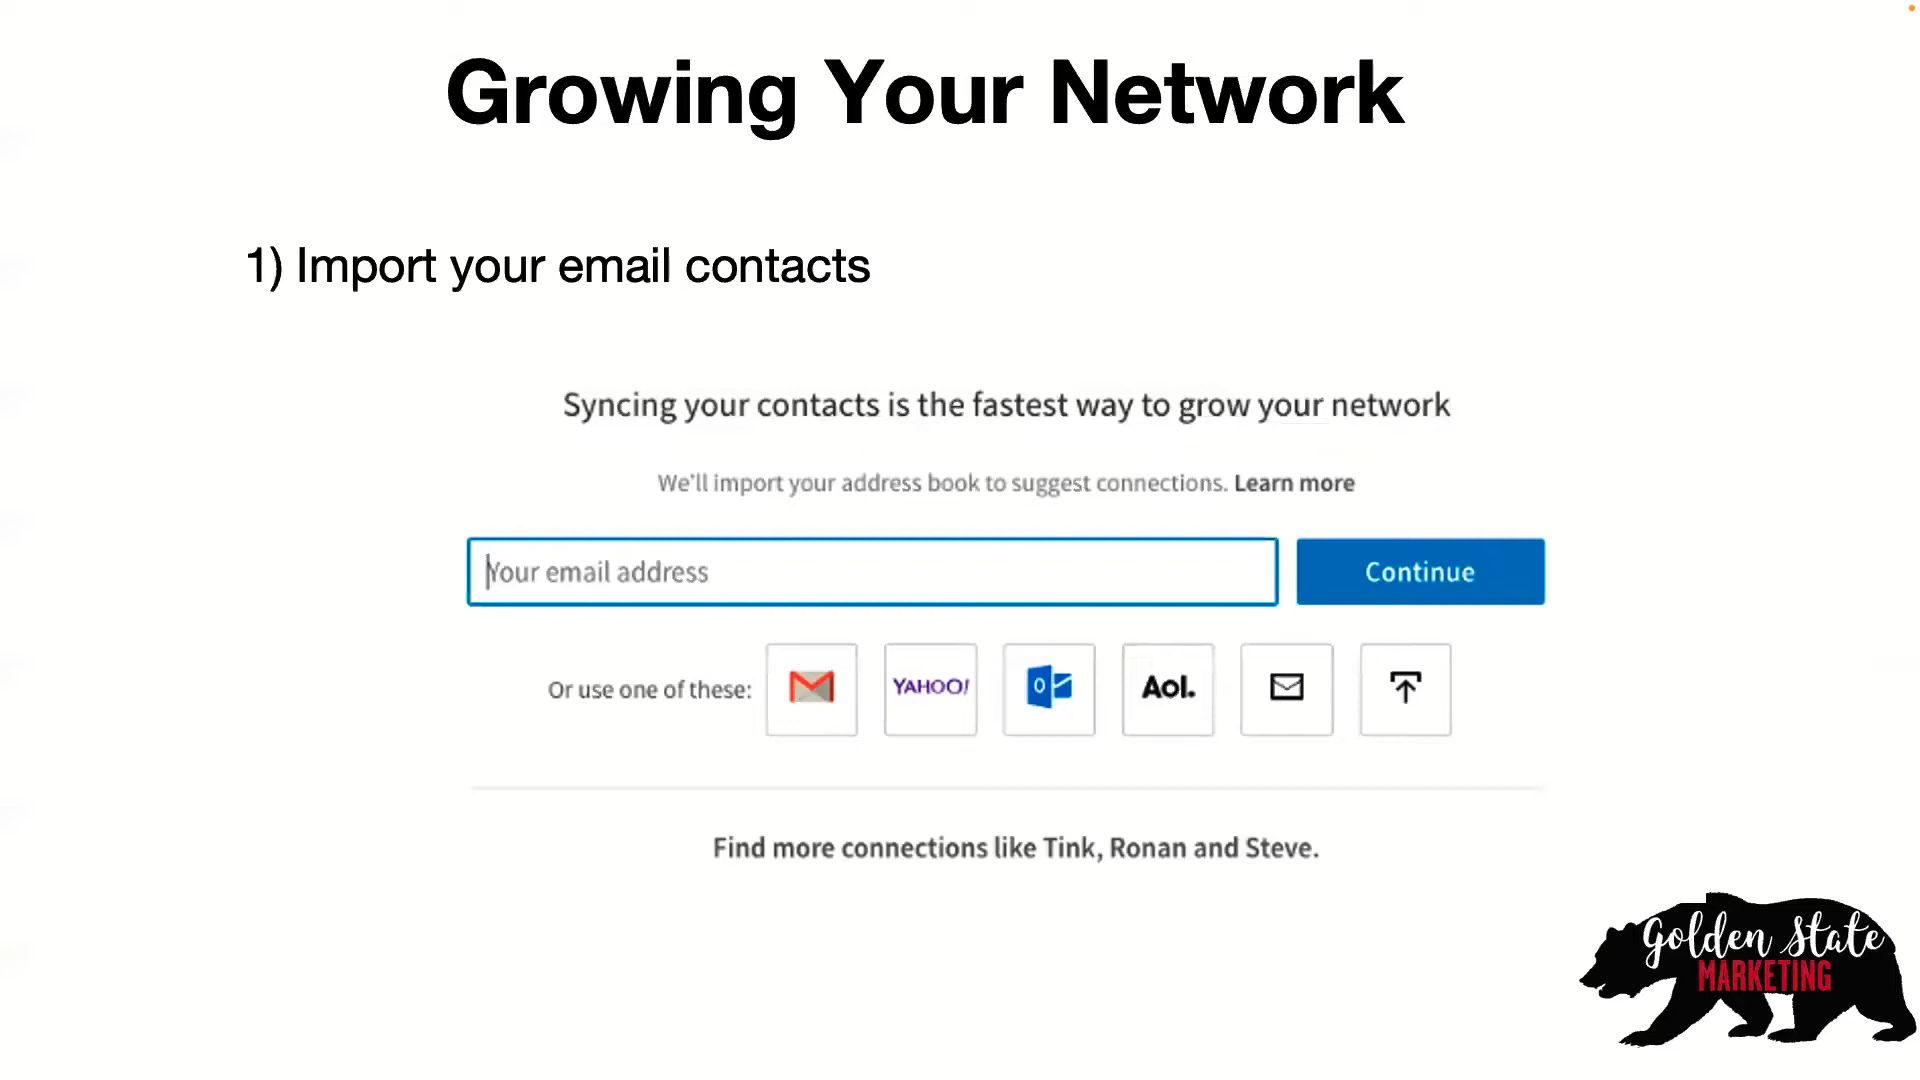 Growing Your Network
1) Import your email contacts
Syncing your contacts is the fastest way to grow your network
We'll import your address book to suggest connections. Learn more
Your email address
Continue
Or use one of these:
YAHOO!
Aol.
Find more connections like Tink, Ronan and Steve.
Golden State
MARKETING